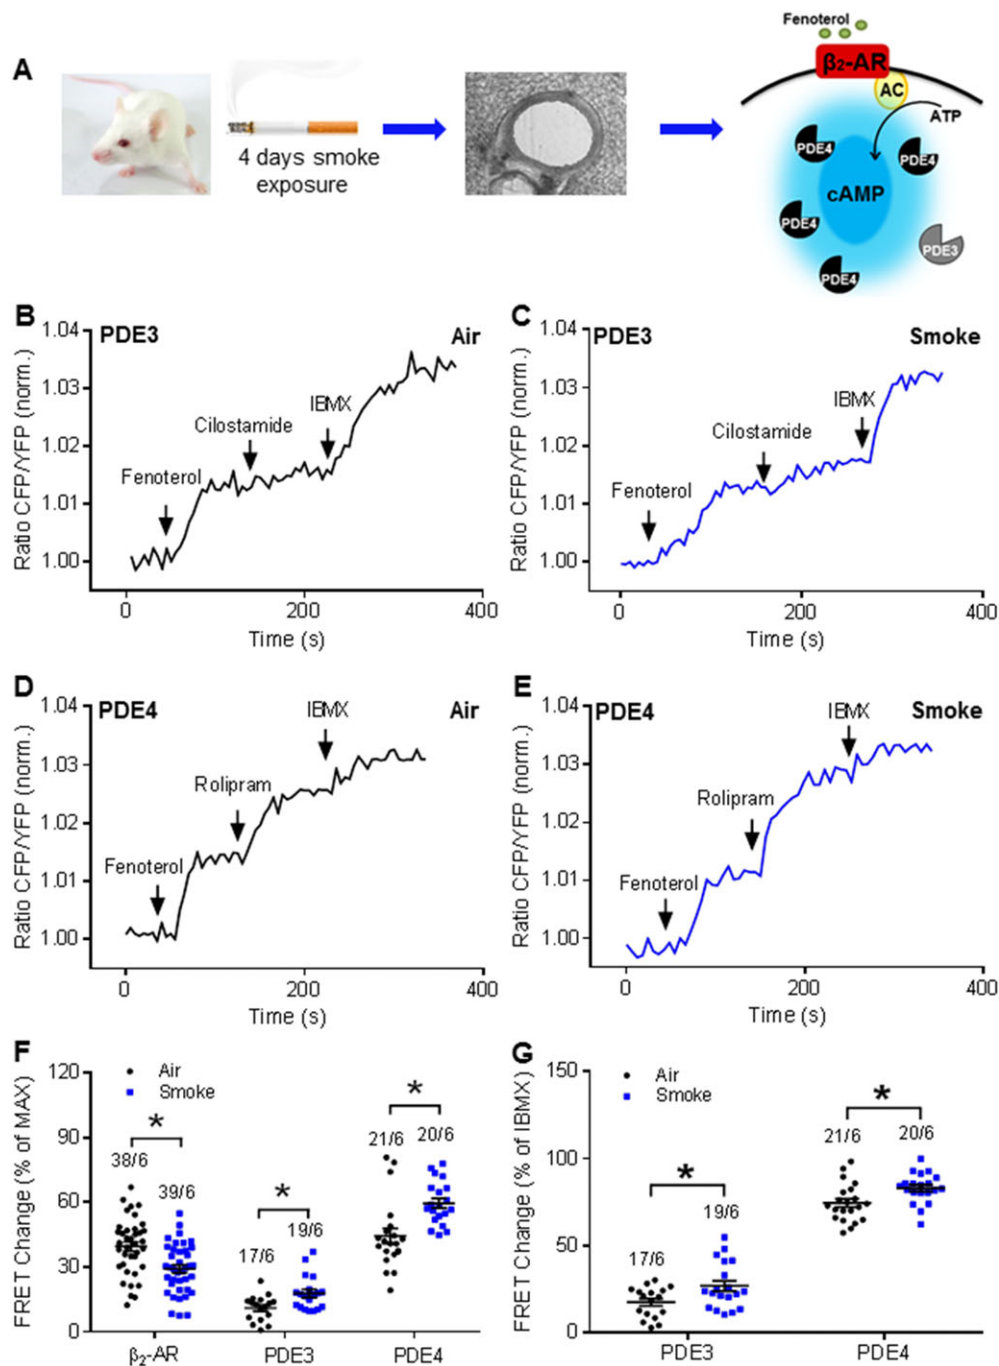 A
4 days smoke
exposure
Fenoterol
β₂-AR
AC
ATP
PDE4
PDE4
cAMP
PDE4
PDE3
PDE4
B
PDE3
Air
Ratio CFP/YFP (norm.)
1.04
1.03
1.02
1.01
1.00
Fenoterol
Cilostamide
IBMX
0
200
400
Time (s)
C
PDE3
Smoke
Ratio CFP/YFP (norm.)
1.04
1.03
1.02
1.01
1.00
Fenoterol
Cilostamide
IBMX
0
200
400
Time (s)
D
PDE4
Air
Ratio CFP/YFP (norm.)
1.04
1.03
1.02
1.01
1.00
Fenoterol
Rolipram
IBMX
0
200
400
Time (s)
E
PDE4
Smoke
Ratio CFP/YFP (norm.)
1.04
1.03
1.02
1.01
1.00
Fenoterol
Rolipram
IBMX
0
200
400
Time (s)
F
FRET Change (% of MAX)
120
90
60
30
0
Air
Smoke
*
38/6
39/6
*
17/6
19/6
*
21/6
20/6
β₂-AR
PDE3
PDE4
G
FRET Change (% of IBMX)
150
100
50
0
Air
Smoke
*
17/6
19/6
*
21/6
20/6
PDE3
PDE4